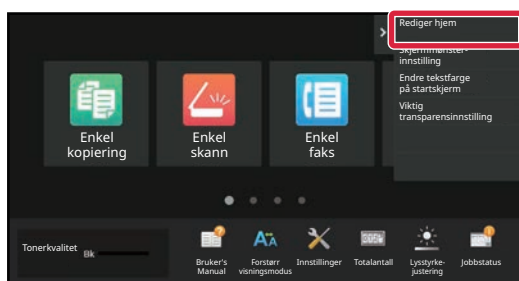 Rediger hjem
Skjermmønster-
innstilling
Endre tekstfarge
på startskjerm
Viktig
transparensinnstilling
Enkel
kopiering
Enkel
skann
Enkel
faks
Tonerkvalitet
Bk
Bruker's
Manual
Forstørr
visningsmodus
Innstillinger
Totalantall
Lysstyrke-
justering
Jobbstatus